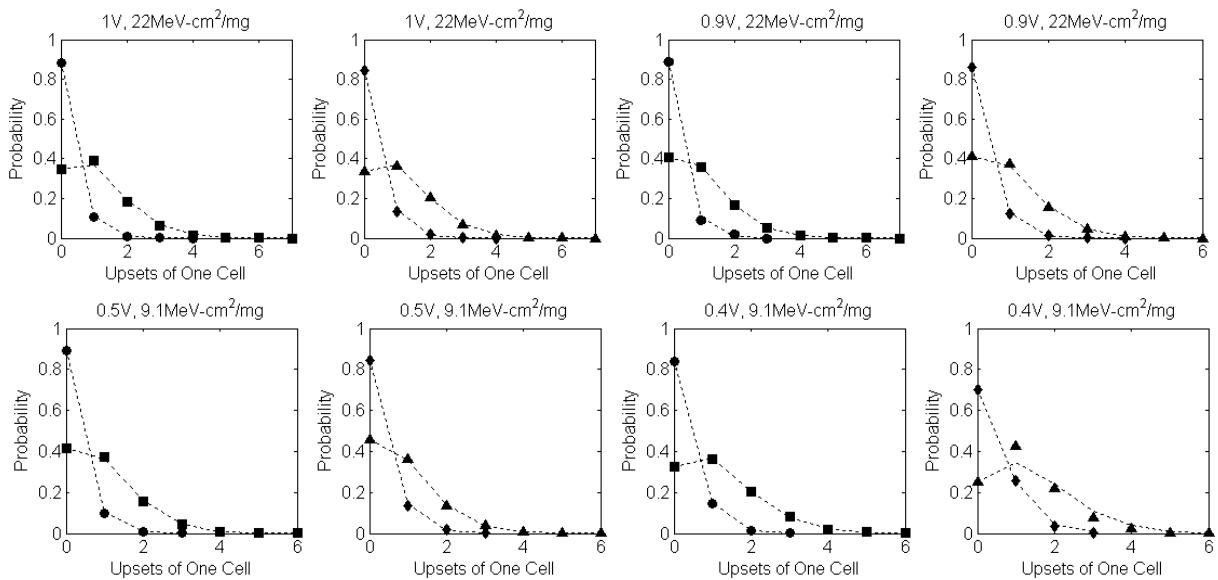 1V, 22MeV-cm²/mg
1
0.8
0.6
0.4
0.2
0
Probability
0 2 4 6
Upsets of One Cell
1V, 22MeV-cm²/mg
1
0.8
0.6
0.4
0.2
0
Probability
0 2 4 6
Upsets of One Cell
0.9V, 22MeV-cm²/mg
1
0.8
0.6
0.4
0.2
0
Probability
0 2 4 6
Upsets of One Cell
0.9V, 22MeV-cm²/mg
1
0.8
0.6
0.4
0.2
0
Probability
0 2 4 6
Upsets of One Cell
0.5V, 9.1MeV-cm²/mg
1
0.8
0.6
0.4
0.2
0
Probability
0 2 4 6
Upsets of One Cell
0.5V, 9.1MeV-cm²/mg
1
0.8
0.6
0.4
0.2
0
Probability
0 2 4 6
Upsets of One Cell
0.4V, 9.1MeV-cm²/mg
1
0.8
0.6
0.4
0.2
0
Probability
0 2 4 6
Upsets of One Cell
0.4V, 9.1MeV-cm²/mg
1
0.8
0.6
0.4
0.2
0
Probability
0 2 4 6
Upsets of One Cell